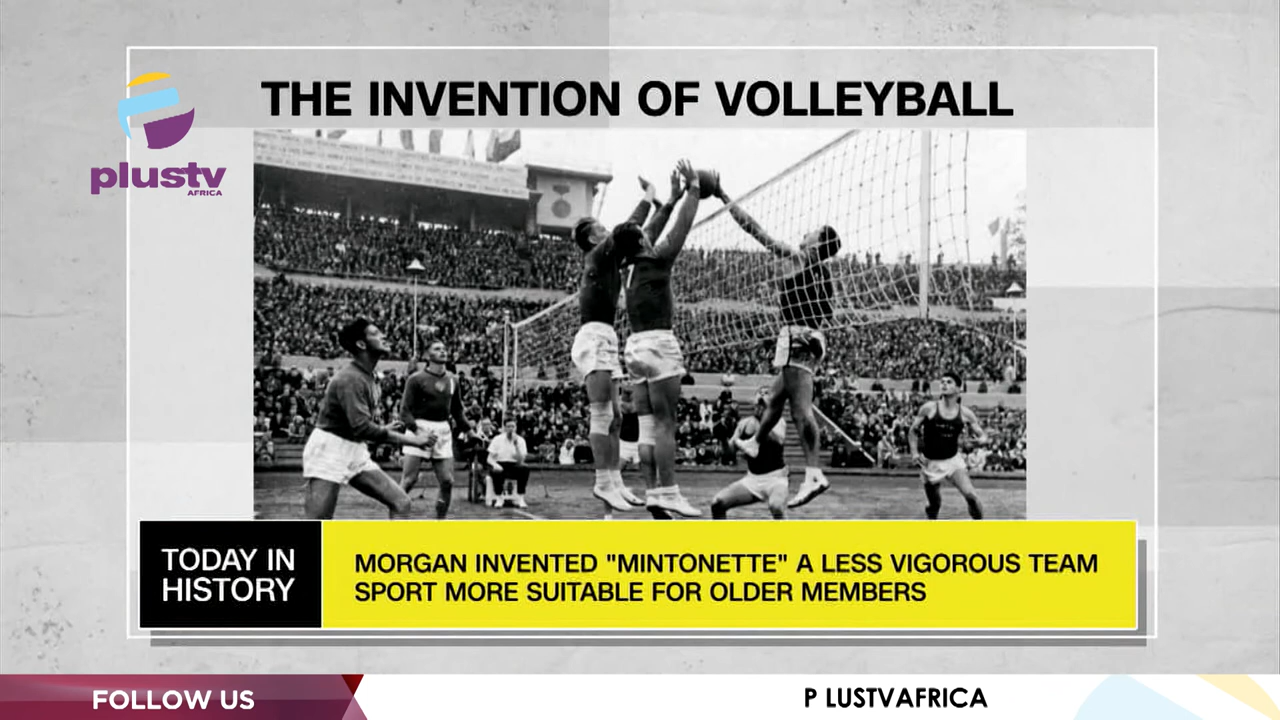 THE INVENTION OF VOLLEYBALL
plustv
AFRICA
7
TODAY IN
HISTORY
MORGAN INVENTED "MINTONETTE" A LESS VIGOROUS TEAM
SPORT MORE SUITABLE FOR OLDER MEMBERS
FOLLOW US
P LUSTVAFRICA